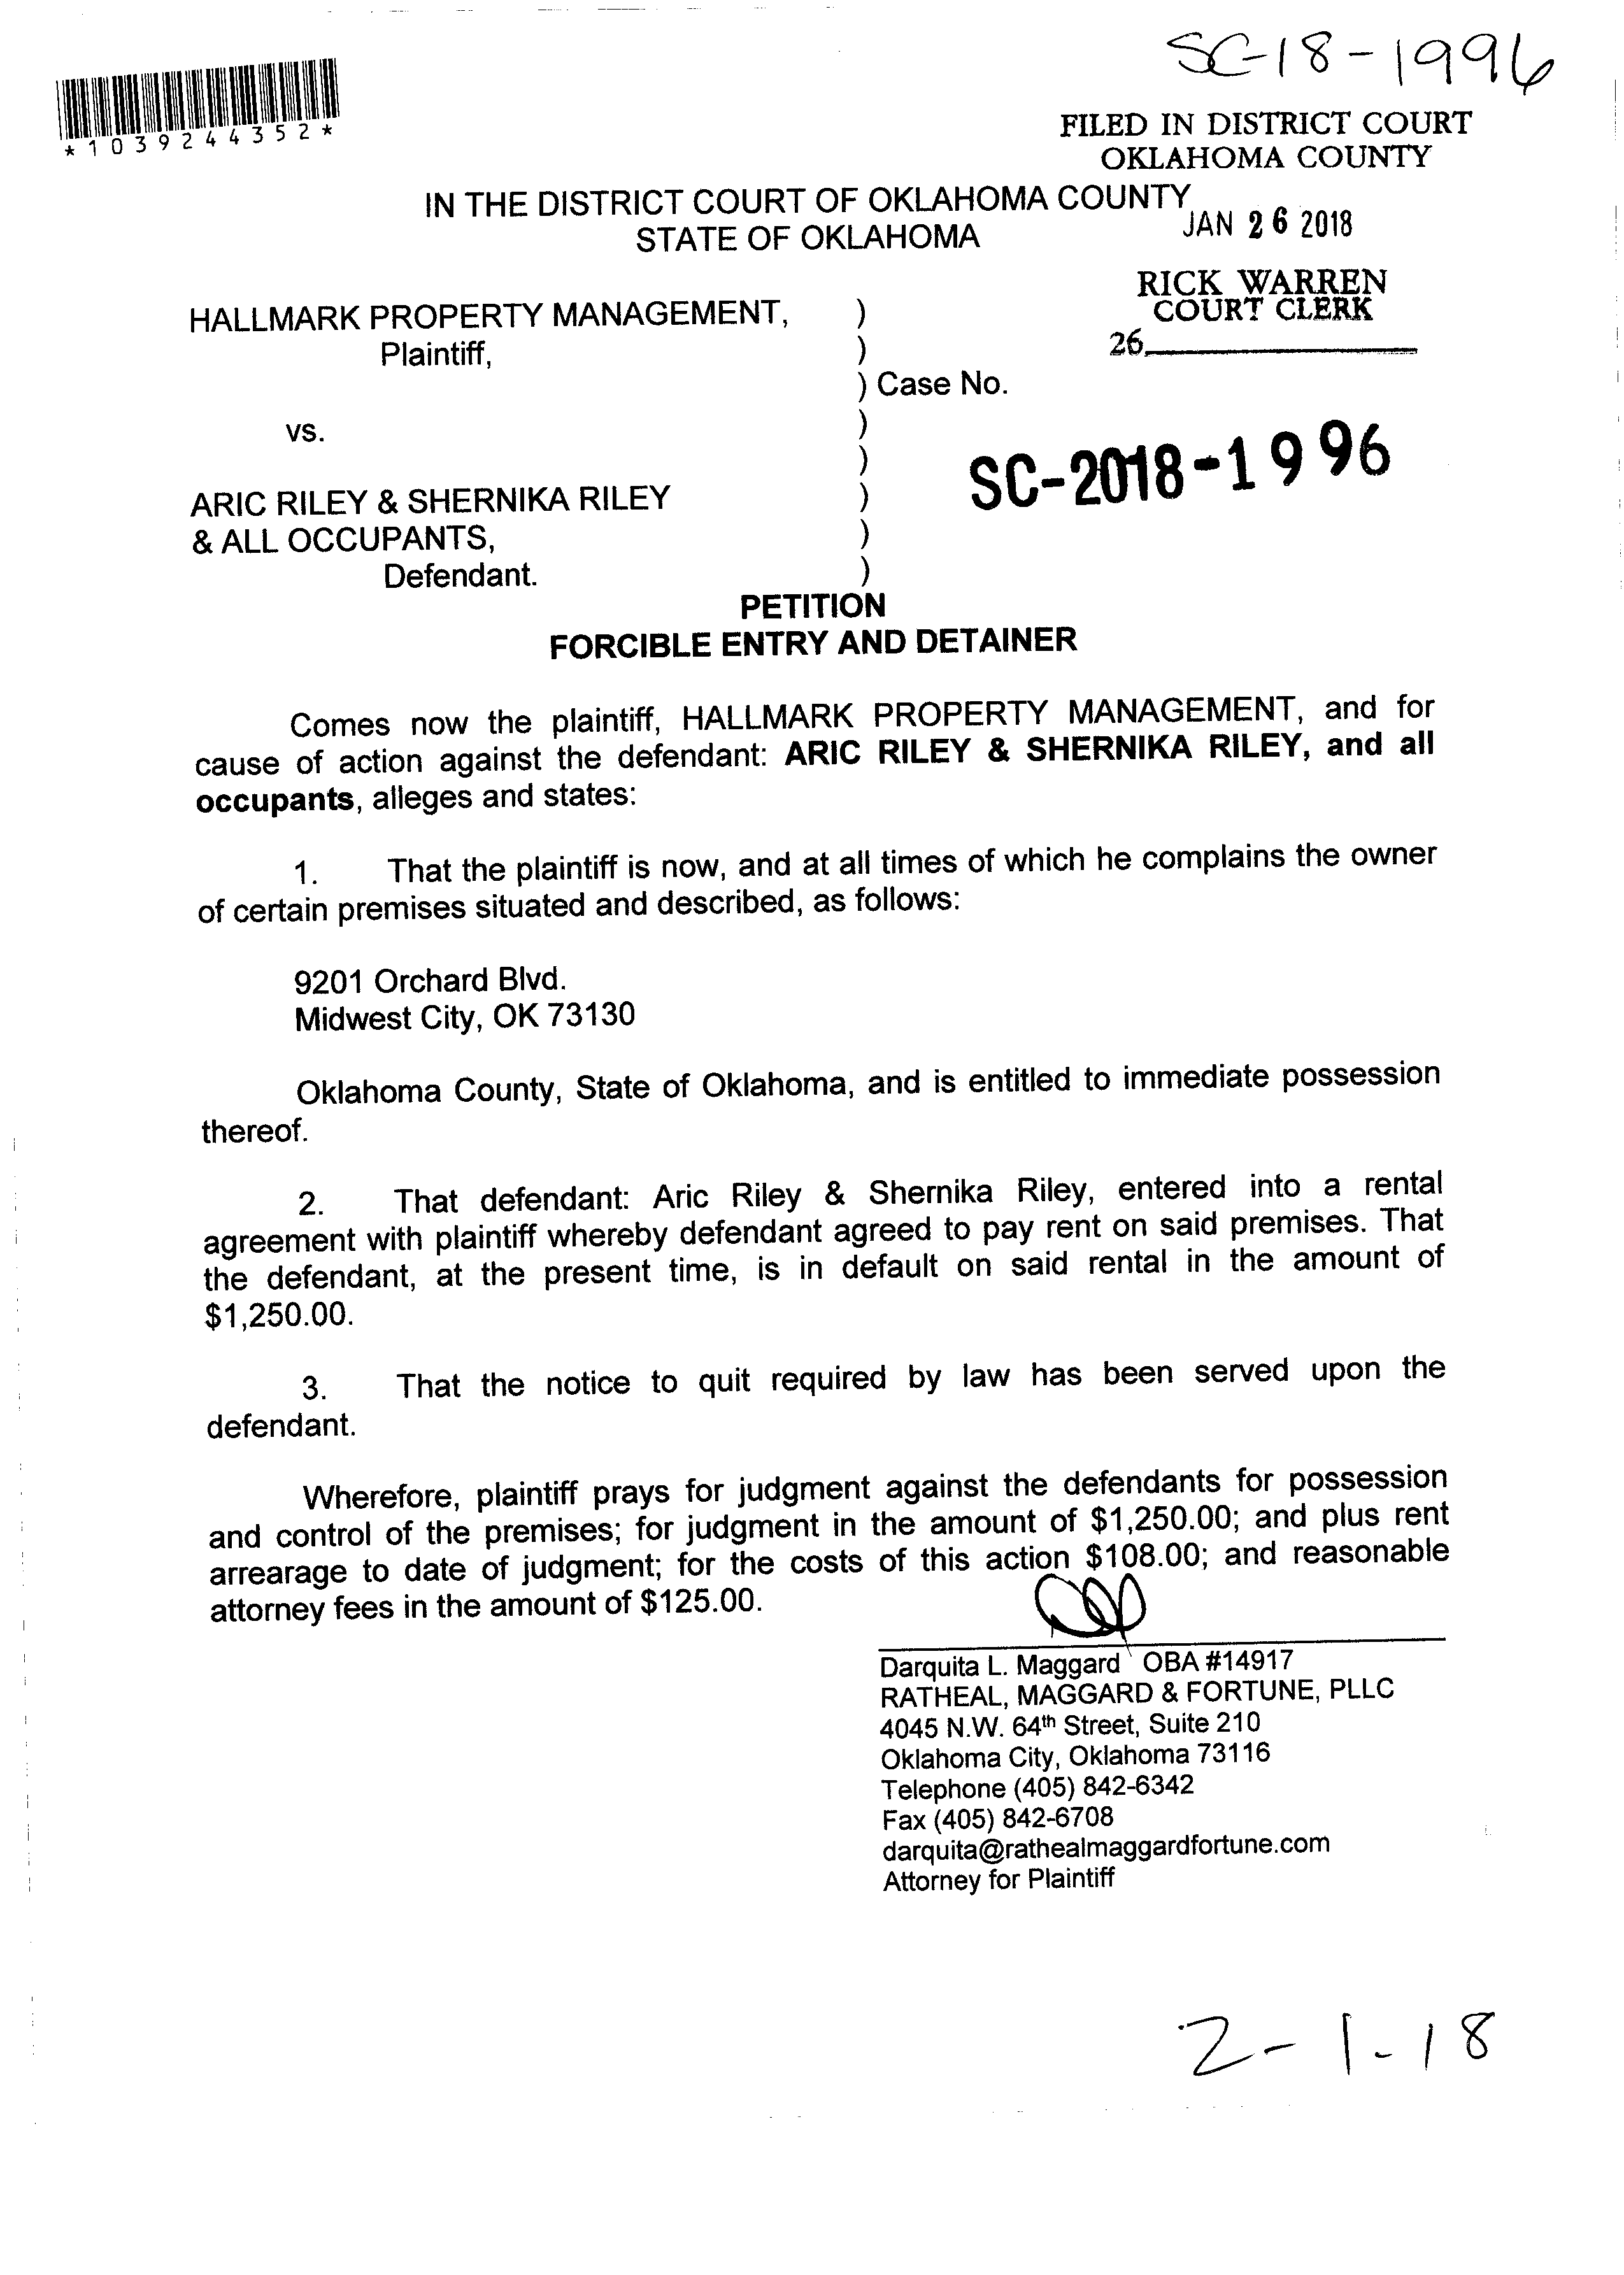 SC-18-1996
*1039244352*
FILED IN DISTRICT COURT
OKLAHOMA COUNTY
IN THE DISTRICT COURT OF OKLAHOMA COUNTY
STATE OF OKLAHOMA
JAN 26 2018
RICK WARREN
COURT CLERK
26
HALLMARK PROPERTY MANAGEMENT, )
Plaintiff, )
) Case No.
vs. )
)
SC-2018-1996
ARIC RILEY & SHERNIKA RILEY )
& ALL OCCUPANTS, )
Defendant. )
PETITION
FORCIBLE ENTRY AND DETAINER
Comes now the plaintiff, HALLMARK PROPERTY MANAGEMENT, and for
cause of action against the defendant: ARIC RILEY & SHERNIKA RILEY, and all
occupants, alleges and states:
1. That the plaintiff is now, and at all times of which he complains the owner
of certain premises situated and described, as follows:
9201 Orchard Blvd.
Midwest City, OK 73130
Oklahoma County, State of Oklahoma, and is entitled to immediate possession
thereof.
2. That defendant: Aric Riley & Shernika Riley, entered into a rental
agreement with plaintiff whereby defendant agreed to pay rent on said premises. That
the defendant, at the present time, is in default on said rental in the amount of
$1,250.00.
3. That the notice to quit required by law has been served upon the
defendant.
Wherefore, plaintiff prays for judgment against the defendants for possession
and control of the premises; for judgment in the amount of $1,250.00; and plus rent
arrearage to date of judgment; for the costs of this action $108.00; and reasonable
attorney fees in the amount of $125.00.
Darquita L. Maggard OBA #14917
RATHEAL, MAGGARD & FORTUNE, PLLC
4045 N.W. 64th Street, Suite 210
Oklahoma City, Oklahoma 73116
Telephone (405) 842-6342
Fax (405) 842-6708
darquita@rathealmaggardfortune.com
Attorney for Plaintiff
2-1-18